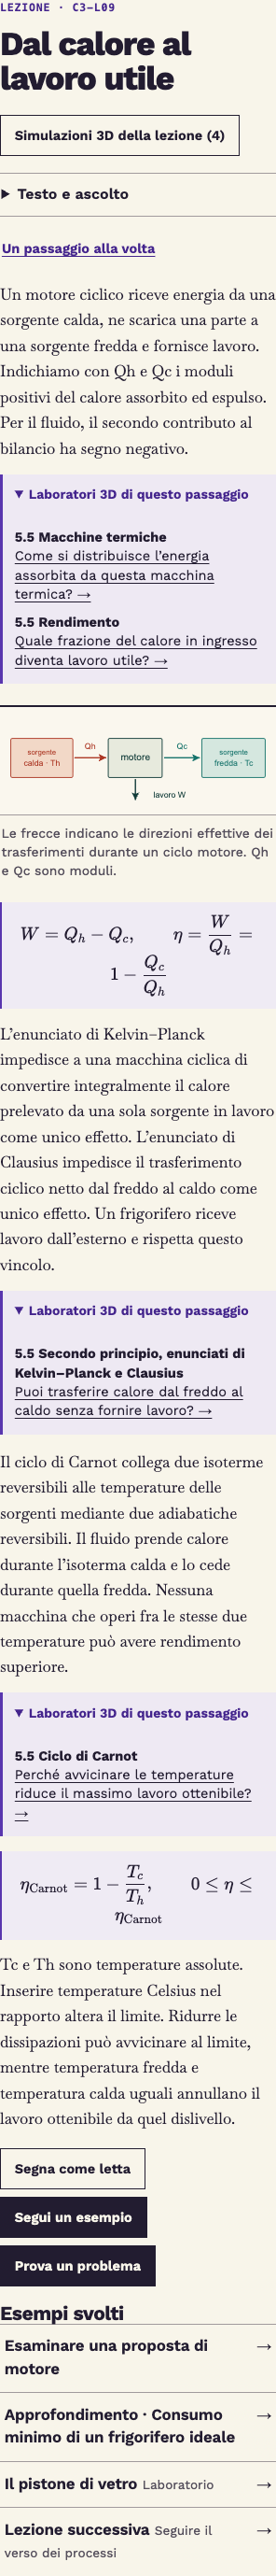 LEZIONE · C3–L09
Dal calore al
lavoro utile
Simulazioni 3D della lezione (4)
▶ Testo e ascolto
Un passaggio alla volta
Un motore ciclico riceve energia da una
sorgente calda, ne scarica una parte a
una sorgente fredda e fornisce lavoro.
Indichiamo con Qh e Qc i moduli
positivi del calore assorbito ed espulso.
Per il fluido, il secondo contributo al
bilancio ha segno negativo.
▼ Laboratori 3D di questo passaggio
5.5 Macchine termiche
Come si distribuisce l’energia
assorbita da questa macchina
termica? →
5.5 Rendimento
Quale frazione del calore in ingresso
diventa lavoro utile? →
sorgente
calda · Th
Qh
motore
Qc
sorgente
fredda · Tc
lavoro W
Le frecce indicano le direzioni effettive dei
trasferimenti durante un ciclo motore. Qh
e Qc sono moduli.
W = Q_h − Q_c, η = W/Q_h =
1 − Q_c/Q_h
L’enunciato di Kelvin–Planck
impedisce a una macchina ciclica di
convertire integralmente il calore
prelevato da una sola sorgente in lavoro
come unico effetto. L’enunciato di
Clausius impedisce il trasferimento
ciclico netto dal freddo al caldo come
unico effetto. Un frigorifero riceve
lavoro dall’esterno e rispetta questo
vincolo.
▼ Laboratori 3D di questo passaggio
5.5 Secondo principio, enunciati di
Kelvin–Planck e Clausius
Puoi trasferire calore dal freddo al
caldo senza fornire lavoro? →
Il ciclo di Carnot collega due isoterme
reversibili alle temperature delle
sorgenti mediante due adiabatiche
reversibili. Il fluido prende calore
durante l’isoterma calda e lo cede
durante quella fredda. Nessuna
macchina che operi fra le stesse due
temperature può avere rendimento
superiore.
▼ Laboratori 3D di questo passaggio
5.5 Ciclo di Carnot
Perché avvicinare le temperature
riduce il massimo lavoro ottenibile?
→
η_Carnot = 1 − T_c/T_h, 0 ≤ η ≤
η_Carnot
Tc e Th sono temperature assolute.
Inserire temperature Celsius nel
rapporto altera il limite. Ridurre le
dissipazioni può avvicinare al limite,
mentre temperatura fredda e
temperatura calda uguali annullano il
lavoro ottenibile da quel dislivello.
Segna come letta
Segui un esempio
Prova un problema
Esempi svolti
Esaminare una proposta di →
motore
Approfondimento · Consumo →
minimo di un frigorifero ideale
Il pistone di vetro Laboratorio →
Lezione successiva Seguire il →
verso dei processi